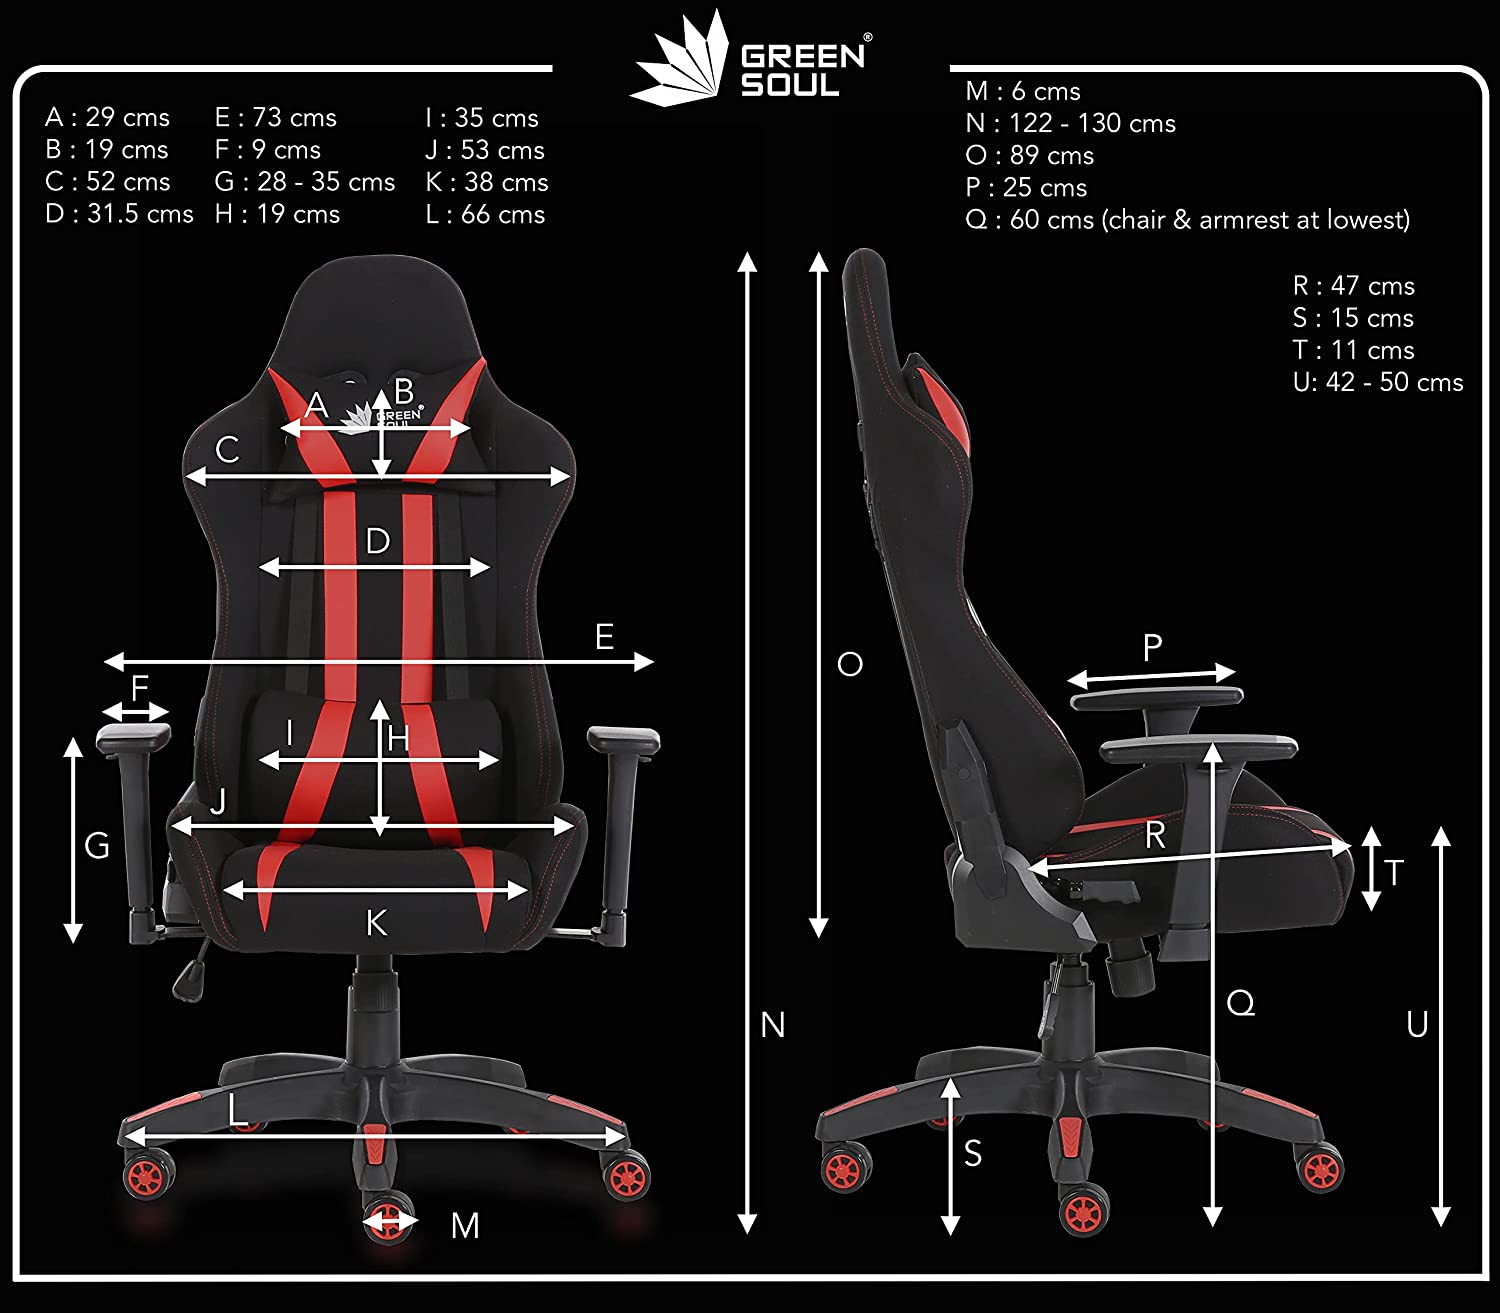 GREEN®
SOUL
A : 29 cms
B : 19 cms
C : 52 cms
D : 31.5 cms
E : 73 cms
F : 9 cms
G : 28 - 35 cms
H : 19 cms
I : 35 cms
J : 53 cms
K : 38 cms
L : 66 cms
M : 6 cms
N : 122 - 130 cms
O : 89 cms
P : 25 cms
Q : 60 cms (chair & armrest at lowest)
R : 47 cms
S : 15 cms
T : 11 cms
U: 42 - 50 cms
A
B
GREEN®
SOUL
C
D
E
F
I
H
J
G
K
L
M
N
O
P
R
T
Q
U
S